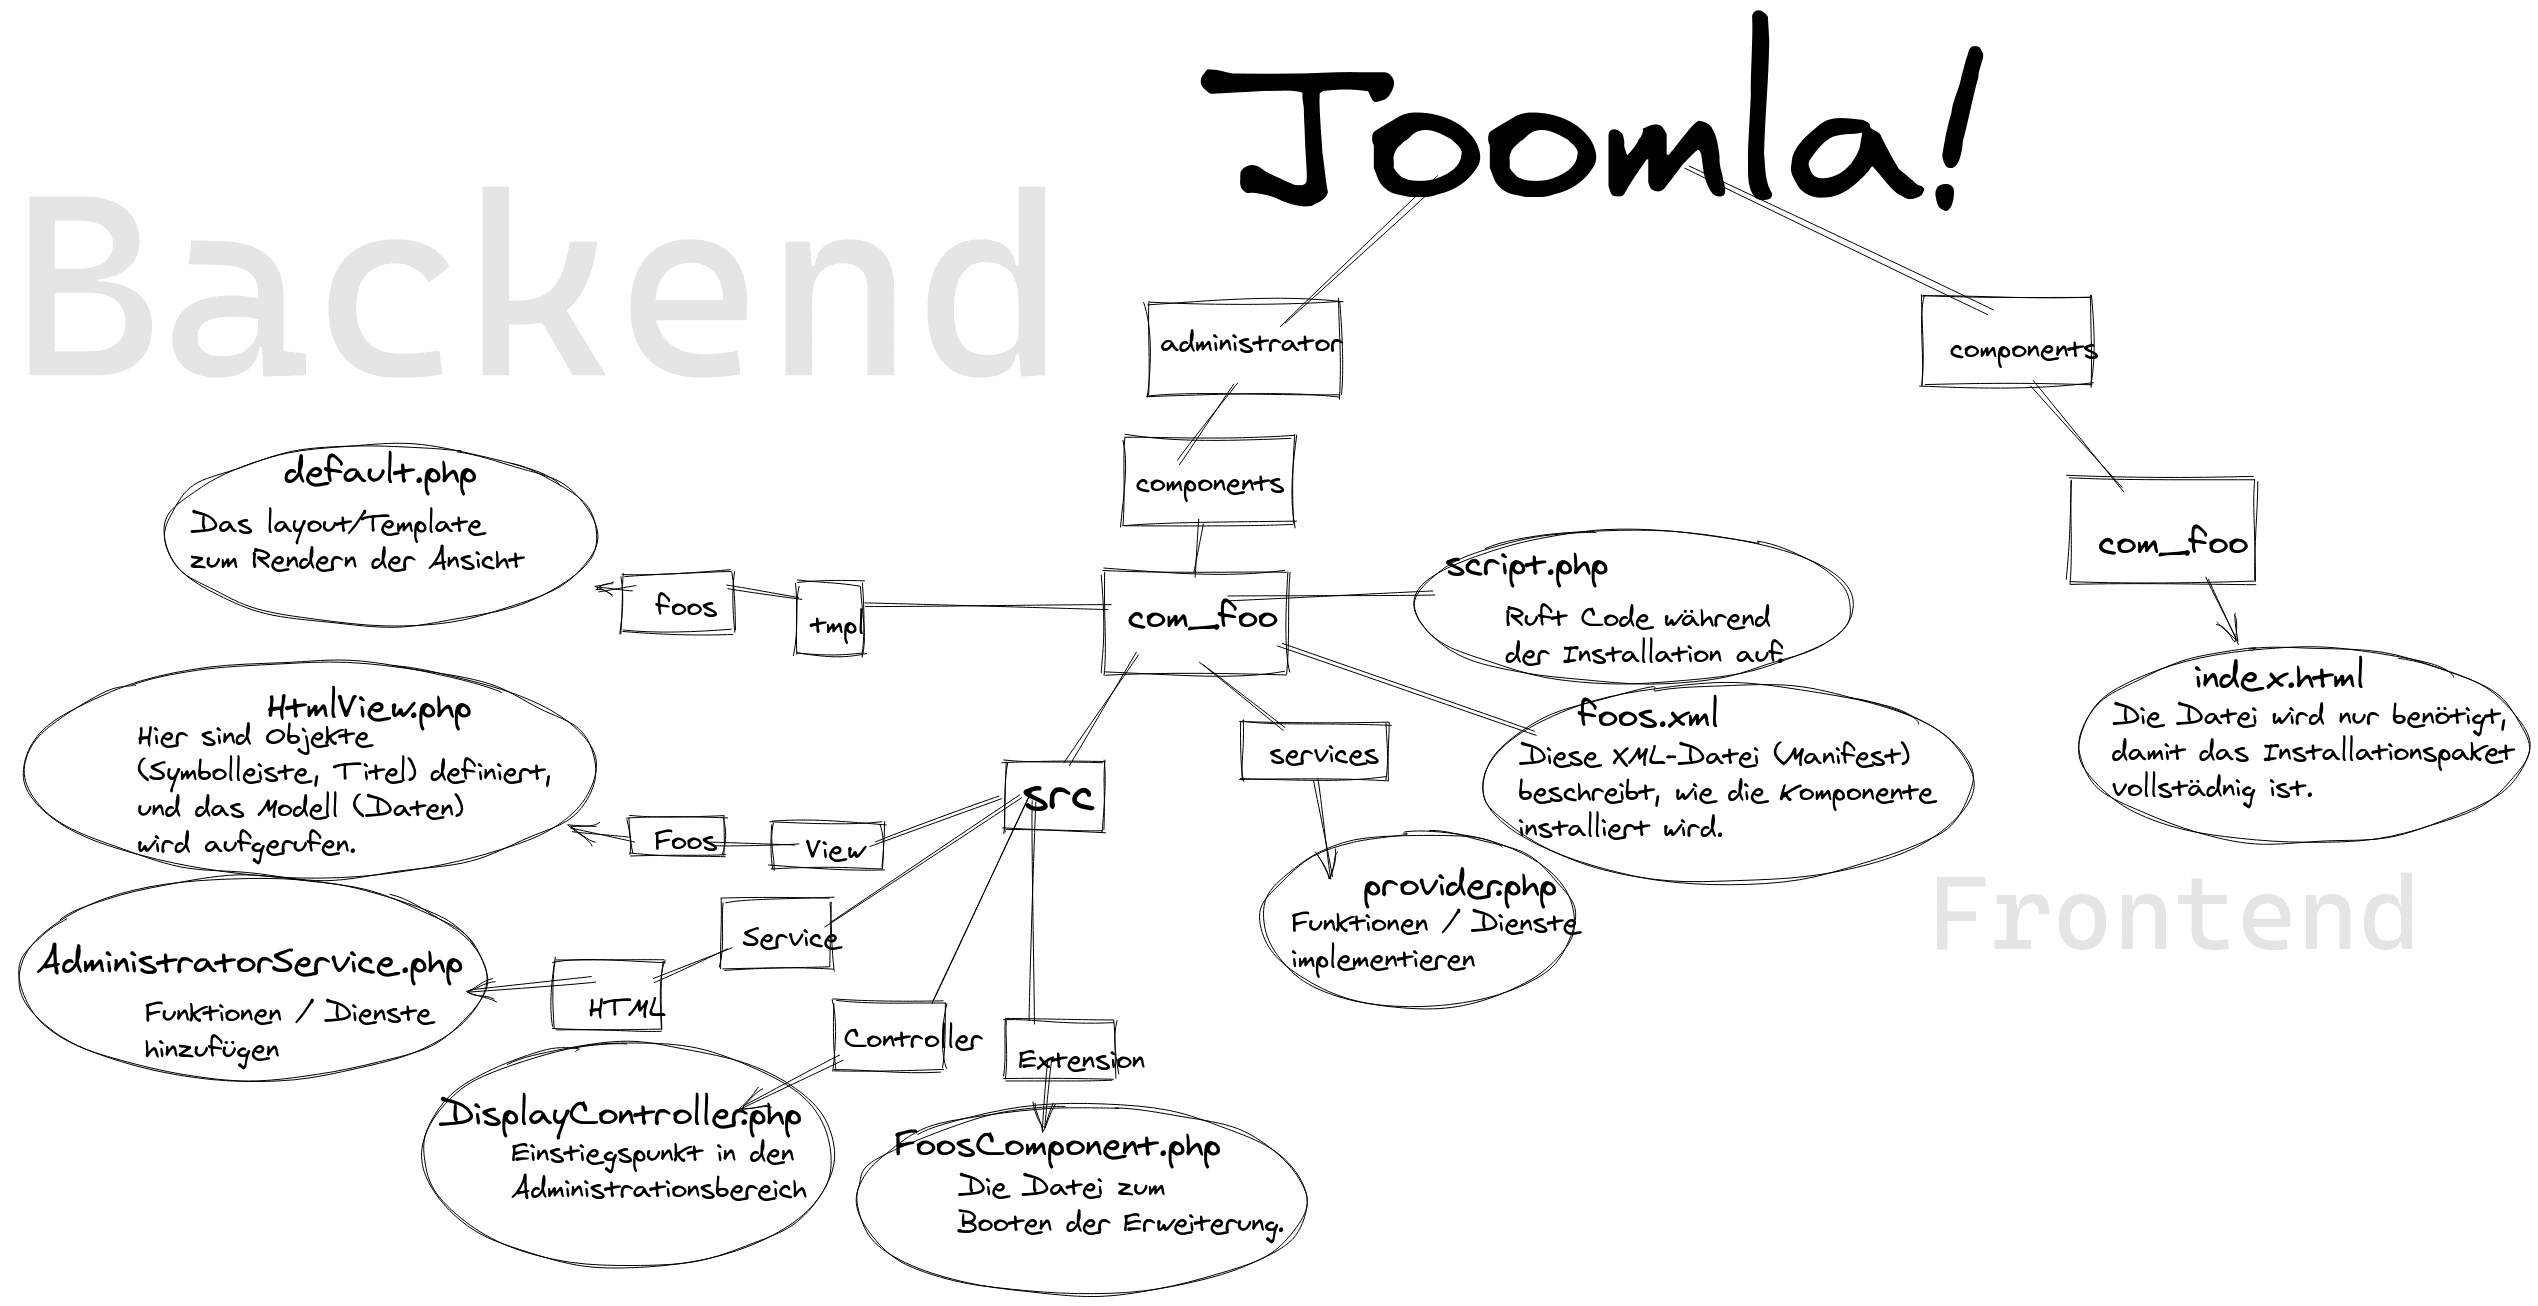 Joomla!
Backend
administrator
components
components
default.php
Das layout/Template
zum Rendern der Ansicht
foos
tmpl
com_foo
script.php
Ruft Code während
der Installation auf.
com_foo
HtmlView.php
Hier sind Objekte
(Symbolleiste, Titel) definiert,
und das Modell (Daten)
wird aufgerufen.
Foos
View
src
services
foos.xml
Diese XML-Datei (Manifest)
beschreibt, wie die Komponente
installiert wird.
index.html
Die Datei wird nur benötigt,
damit das Installationspaket
vollstädnig ist.
provider.php
Funktionen / Dienste
implementieren
Frontend
AdministratorService.php
Funktionen / Dienste
hinzufügen
Service
HTML
Controller
Extension
DisplayController.php
Einstiegspunkt in den
Administrationsbereich
FoosComponent.php
Die Datei zum
Booten der Erweiterung.